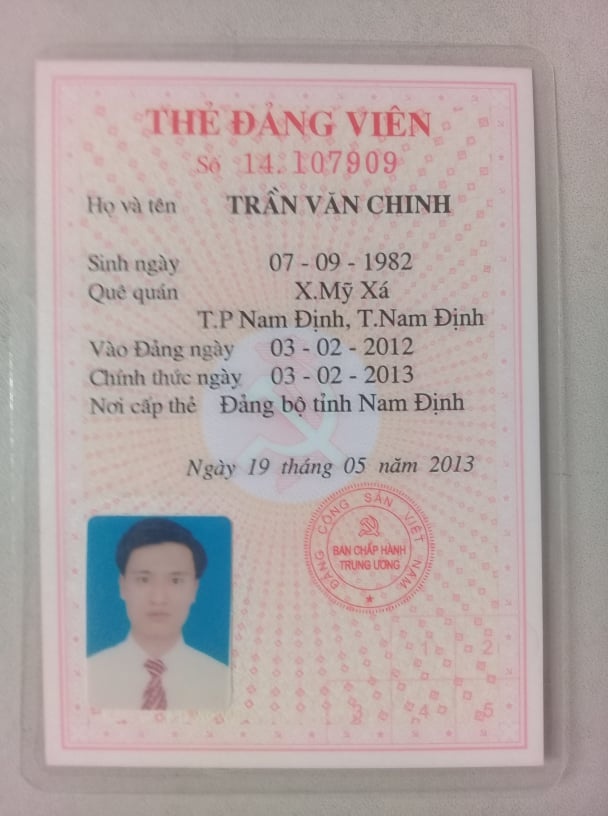 THẺ ĐẢNG VIÊN
Số 14.107909
Họ và tên TRẦN VĂN CHINH
Sinh ngày 07 - 09 - 1982
Quê quán X.Mỹ Xá
T.P Nam Định, T.Nam Định
Vào Đảng ngày 03 - 02 - 2012
Chính thức ngày 03 - 02 - 2013
Nơi cấp thẻ Đảng bộ tỉnh Nam Định
Ngày 19 tháng 05 năm 2013
ĐẢNG CỘNG SẢN VIỆT NAM
BAN CHẤP HÀNH
TRUNG ƯƠNG
1 2
3 4 5